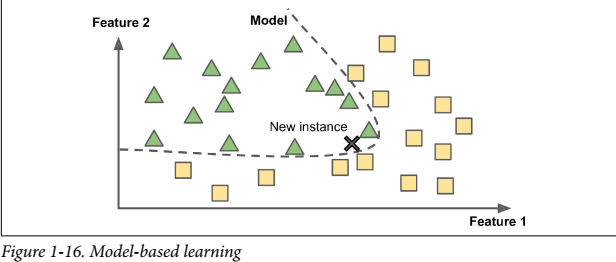 Feature 2
Model
New instance
Feature 1
Figure 1-16. Model-based learning